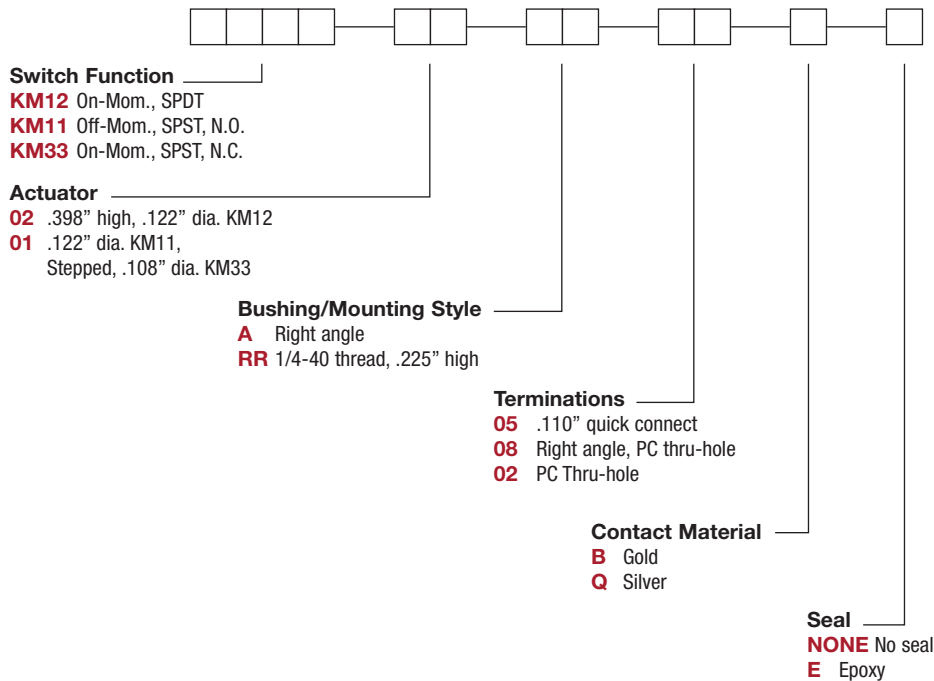 Switch Function
KM12 On-Mom., SPDT
KM11 Off-Mom., SPST, N.O.
KM33 On-Mom., SPST, N.C.
Actuator
02 .398” high, .122” dia. KM12
01 .122” dia. KM11,
Stepped, .108” dia. KM33
Bushing/Mounting Style
A Right angle
RR 1/4-40 thread, .225” high
Terminations
05 .110” quick connect
08 Right angle, PC thru-hole
02 PC Thru-hole
Contact Material
B Gold
Q Silver
Seal
NONE No seal
E Epoxy